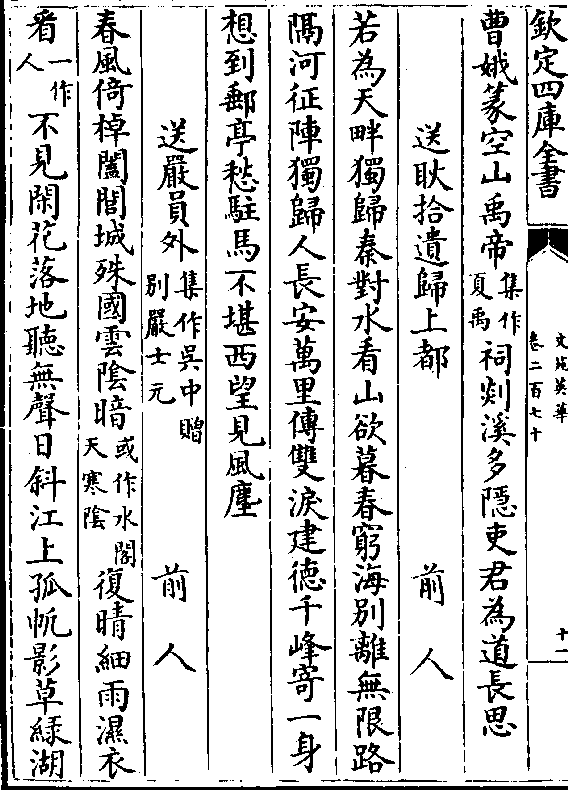 欽定四庫全書
文苑英華
卷二百七十
十一
曹娥篆空山禹帝集作夏禹祠剡溪多隱吏君為道長思
送耿拾遺歸上都 前人
若為天畔獨歸秦對水看山欲暮春窮海別離無限路
隔河征陣獨歸人長安萬里傳雙淚建德千峰寄一身
想到郵亭愁駐馬不堪西望見風塵
送嚴員外集作吳中贈別嚴士元 前人
春風倚棹闔閭城殊國雲陰暗或作水閣天寒陰復晴細雨濕衣
看一作人不見閑花落地聽無聲日斜江上孤帆影草綠湖